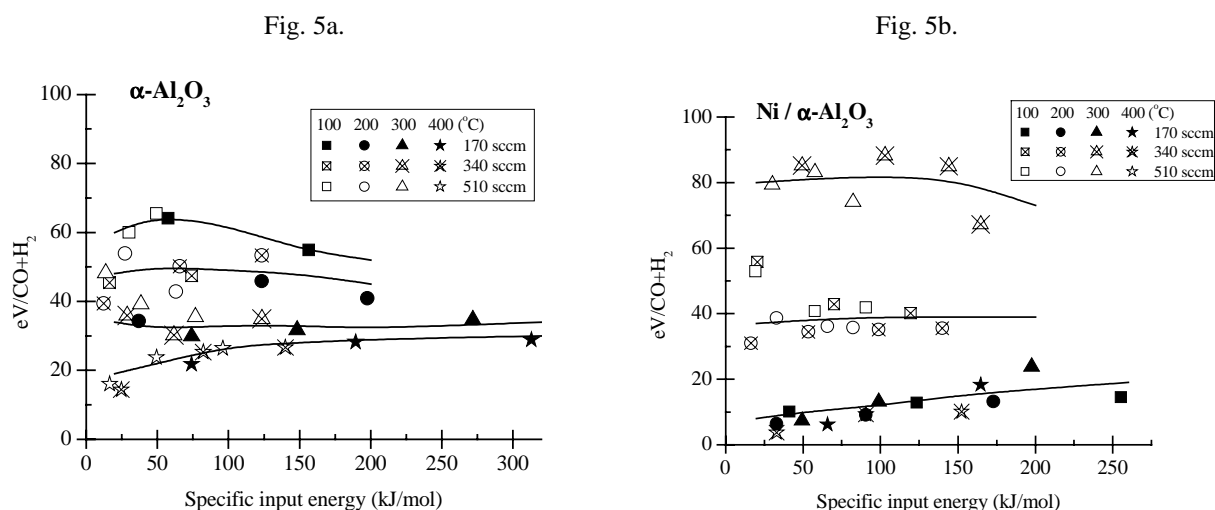 Fig. 5a.
Fig. 5b.
α-Al2O3
100 200 300 400 (oC)
170 sccm
340 sccm
510 sccm
100
80
60
40
20
0
eV/CO+H2
0 50 100 150 200 250 300
Specific input energy (kJ/mol)
Ni / α-Al2O3
100 200 300 400 (oC)
170 sccm
340 sccm
510 sccm
100
80
60
40
20
0
eV/CO+H2
0 50 100 150 200 250
Specific input energy (kJ/mol)